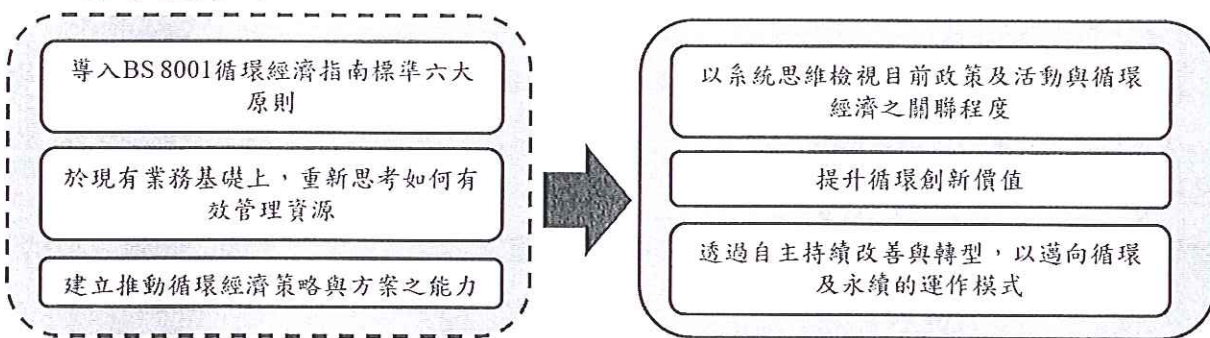 導入BS 8001循環經濟指南標準六大
原則
於現有業務基礎上，重新思考如何有
效管理資源
建立推動循環經濟策略與方案之能力
以系統思維檢視目前政策及活動與循環
經濟之關聯程度
提升循環創新價值
透過自主持續改善與轉型，以邁向循環
及永續的運作模式